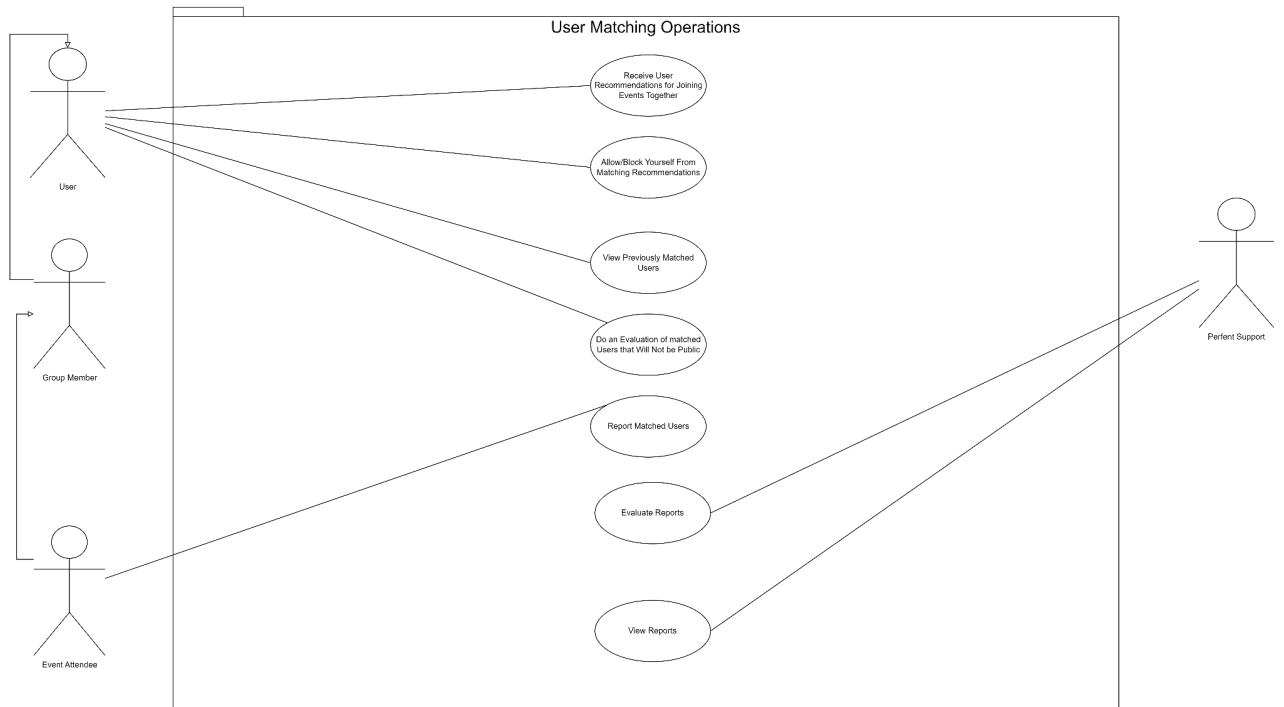 User Matching Operations
Receive User
Recommendations for Joining
Events Together
User
Allow/Block Yourself From
Matching Recommendations
View Previously Matched
Users
Perfent Support
Do an Evaluation of matched
Users that Will Not be Public
Group Member
Report Matched Users
Evaluate Reports
View Reports
Event Attendee